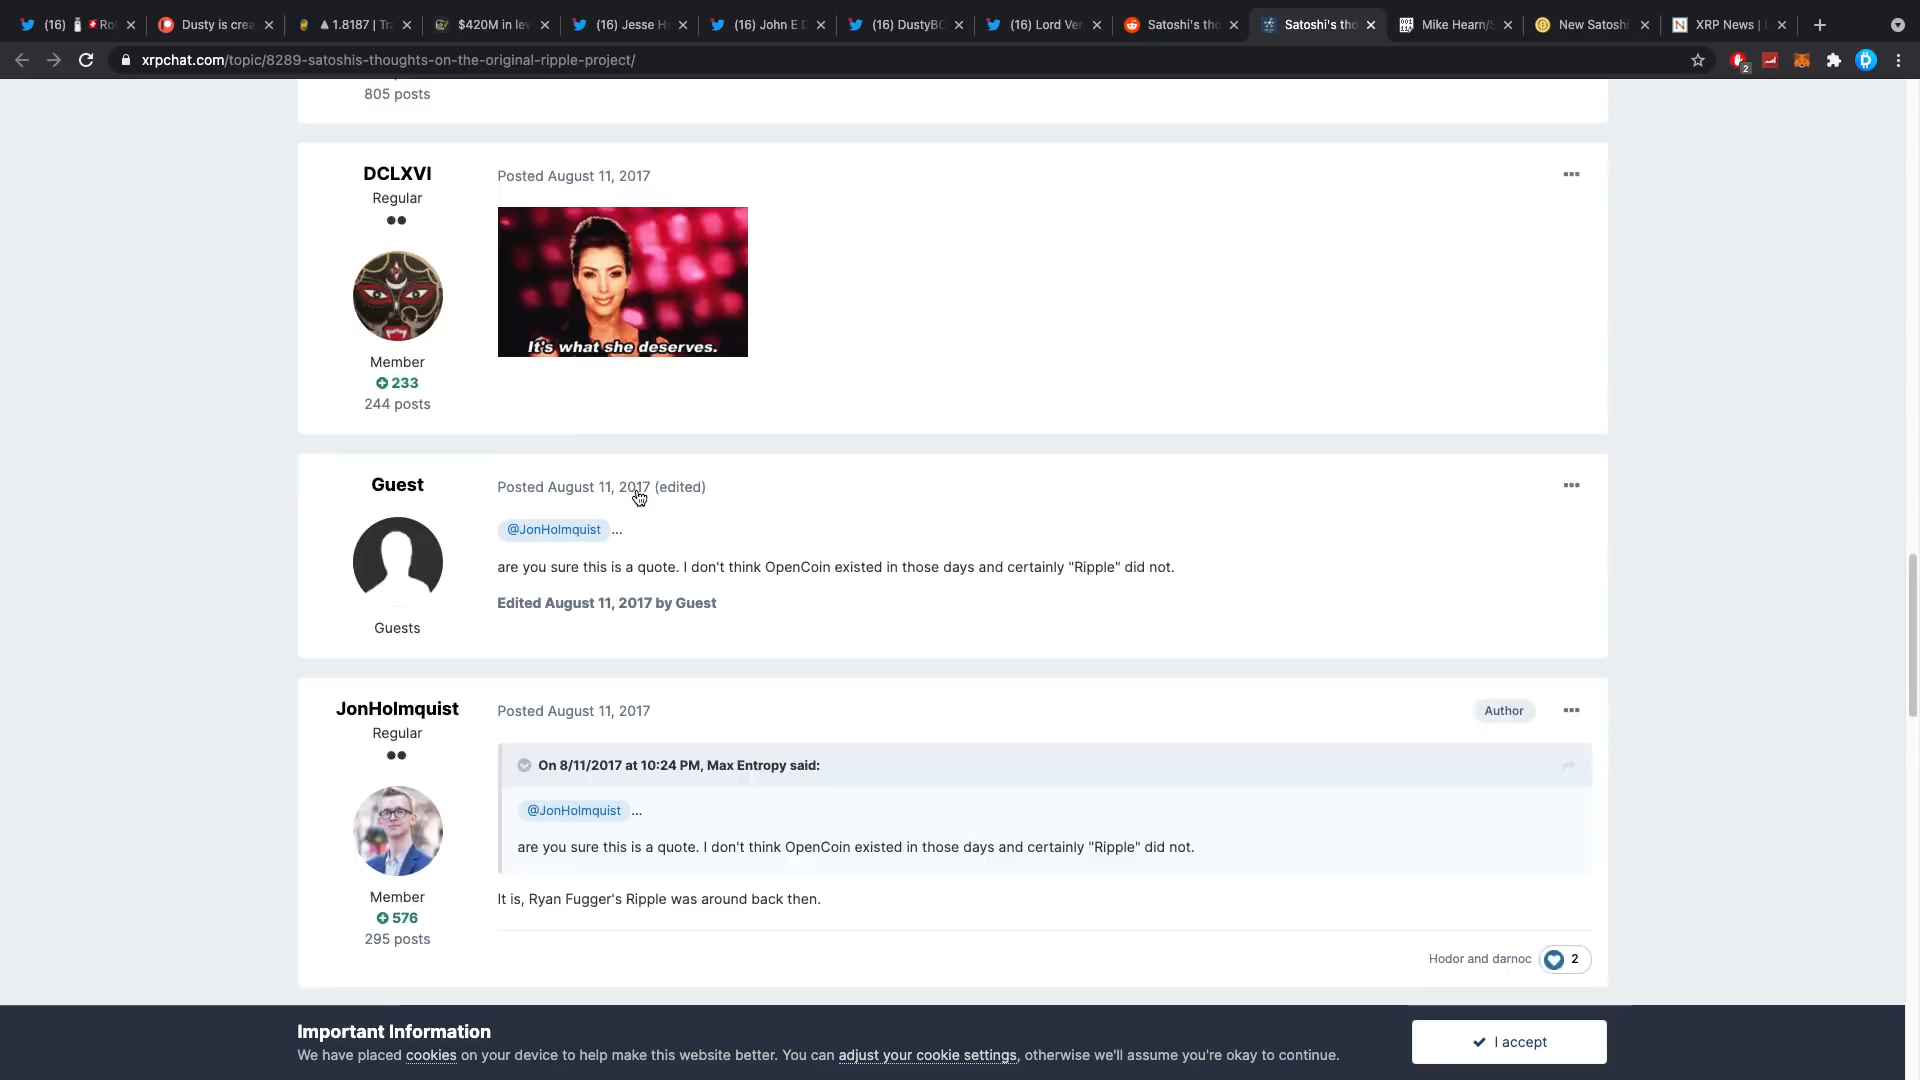 (16) Ro
Dusty is crea
1.8187 | Tra
$420M in lev
(16) Jesse H
(16) John E D
(16) DustyBC
(16) Lord Ver
Satoshi's tho
Satoshi's tho
Mike Hearn/S
New Satoshi
XRP News |
xrpchat.com/topic/8289-satoshis-thoughts-on-the-original-ripple-project/
2
805 posts
DCLXVI
Regular
Posted August 11, 2017
It's what she deserves.
Member
233
244 posts
Guest
Posted August 11, 2017 (edited)
@JonHolmquist ...
are you sure this is a quote. I don't think OpenCoin existed in those days and certainly "Ripple" did not.
Edited August 11, 2017 by Guest
Guests
JonHolmquist
Regular
Posted August 11, 2017
Author
On 8/11/2017 at 10:24 PM, Max Entropy said:
@JonHolmquist ...
are you sure this is a quote. I don't think OpenCoin existed in those days and certainly "Ripple" did not.
Member
576
295 posts
It is, Ryan Fugger's Ripple was around back then.
Hodor and darnoc
2
Important Information
We have placed cookies on your device to help make this website better. You can adjust your cookie settings, otherwise we'll assume you're okay to continue.
I accept